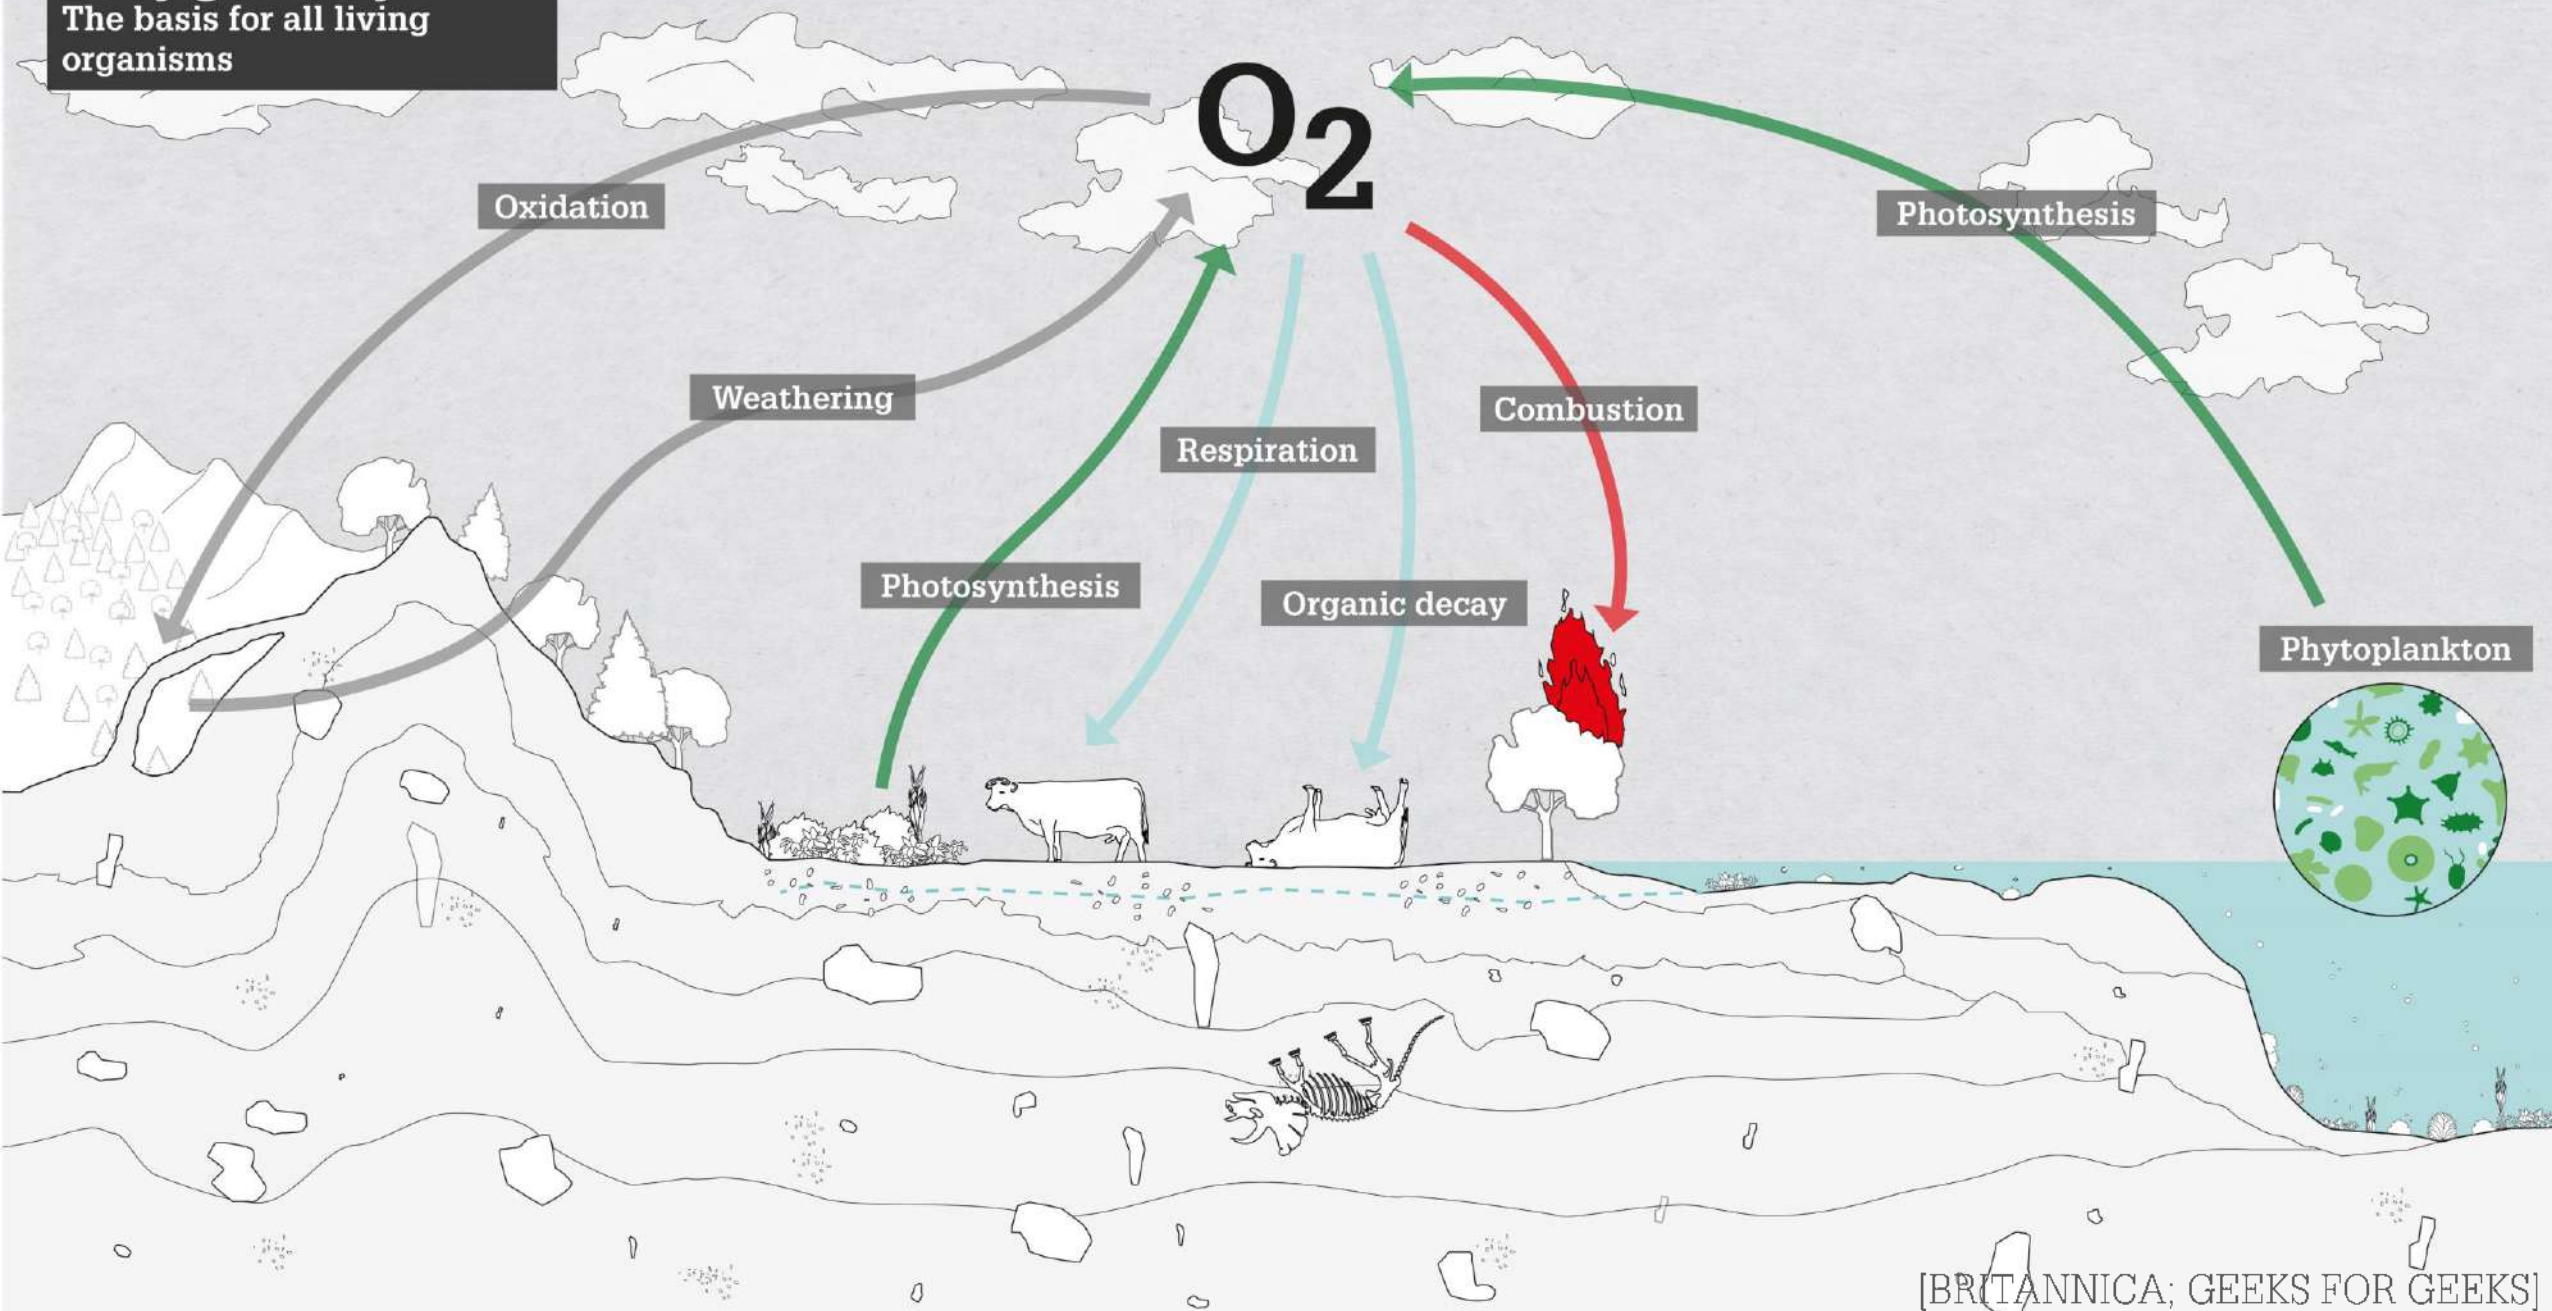 The basis for all living
organisms
O2
Oxidation
Photosynthesis
Weathering
Combustion
Respiration
Photosynthesis
Organic decay
Phytoplankton
[BRITANNICA; GEEKS FOR GEEKS]